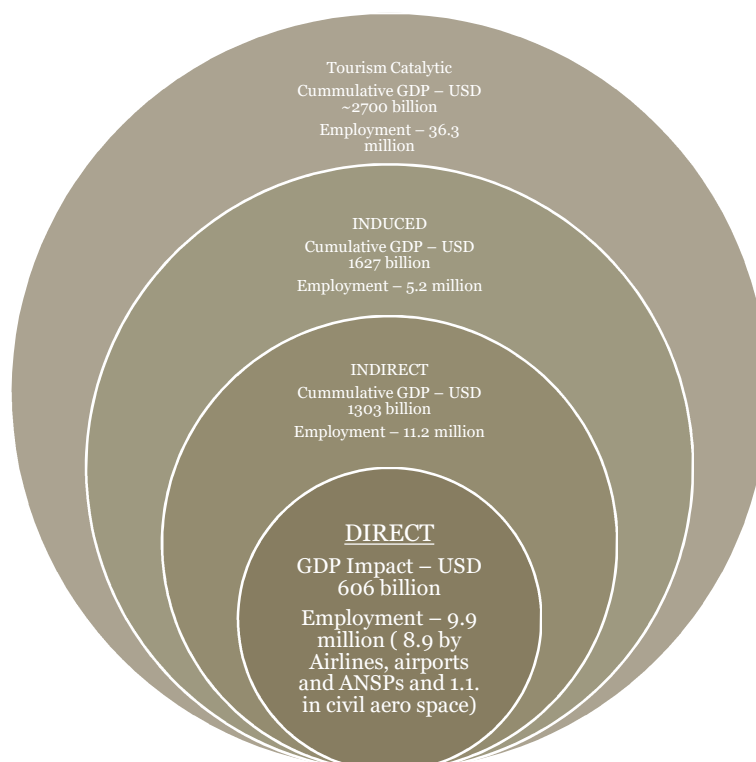 Tourism Catalytic
Cummulative GDP – USD
~2700 billion
Employment – 36.3
million
INDUCED
Cumulative GDP – USD
1627 billion
Employment – 5.2 million
INDIRECT
Cummulative GDP – USD
1303 billion
Employment – 11.2 million
DIRECT
GDP Impact – USD
606 billion
Employment – 9.9
million ( 8.9 by
Airlines, airports
and ANSPs and 1.1.
in civil aero space)